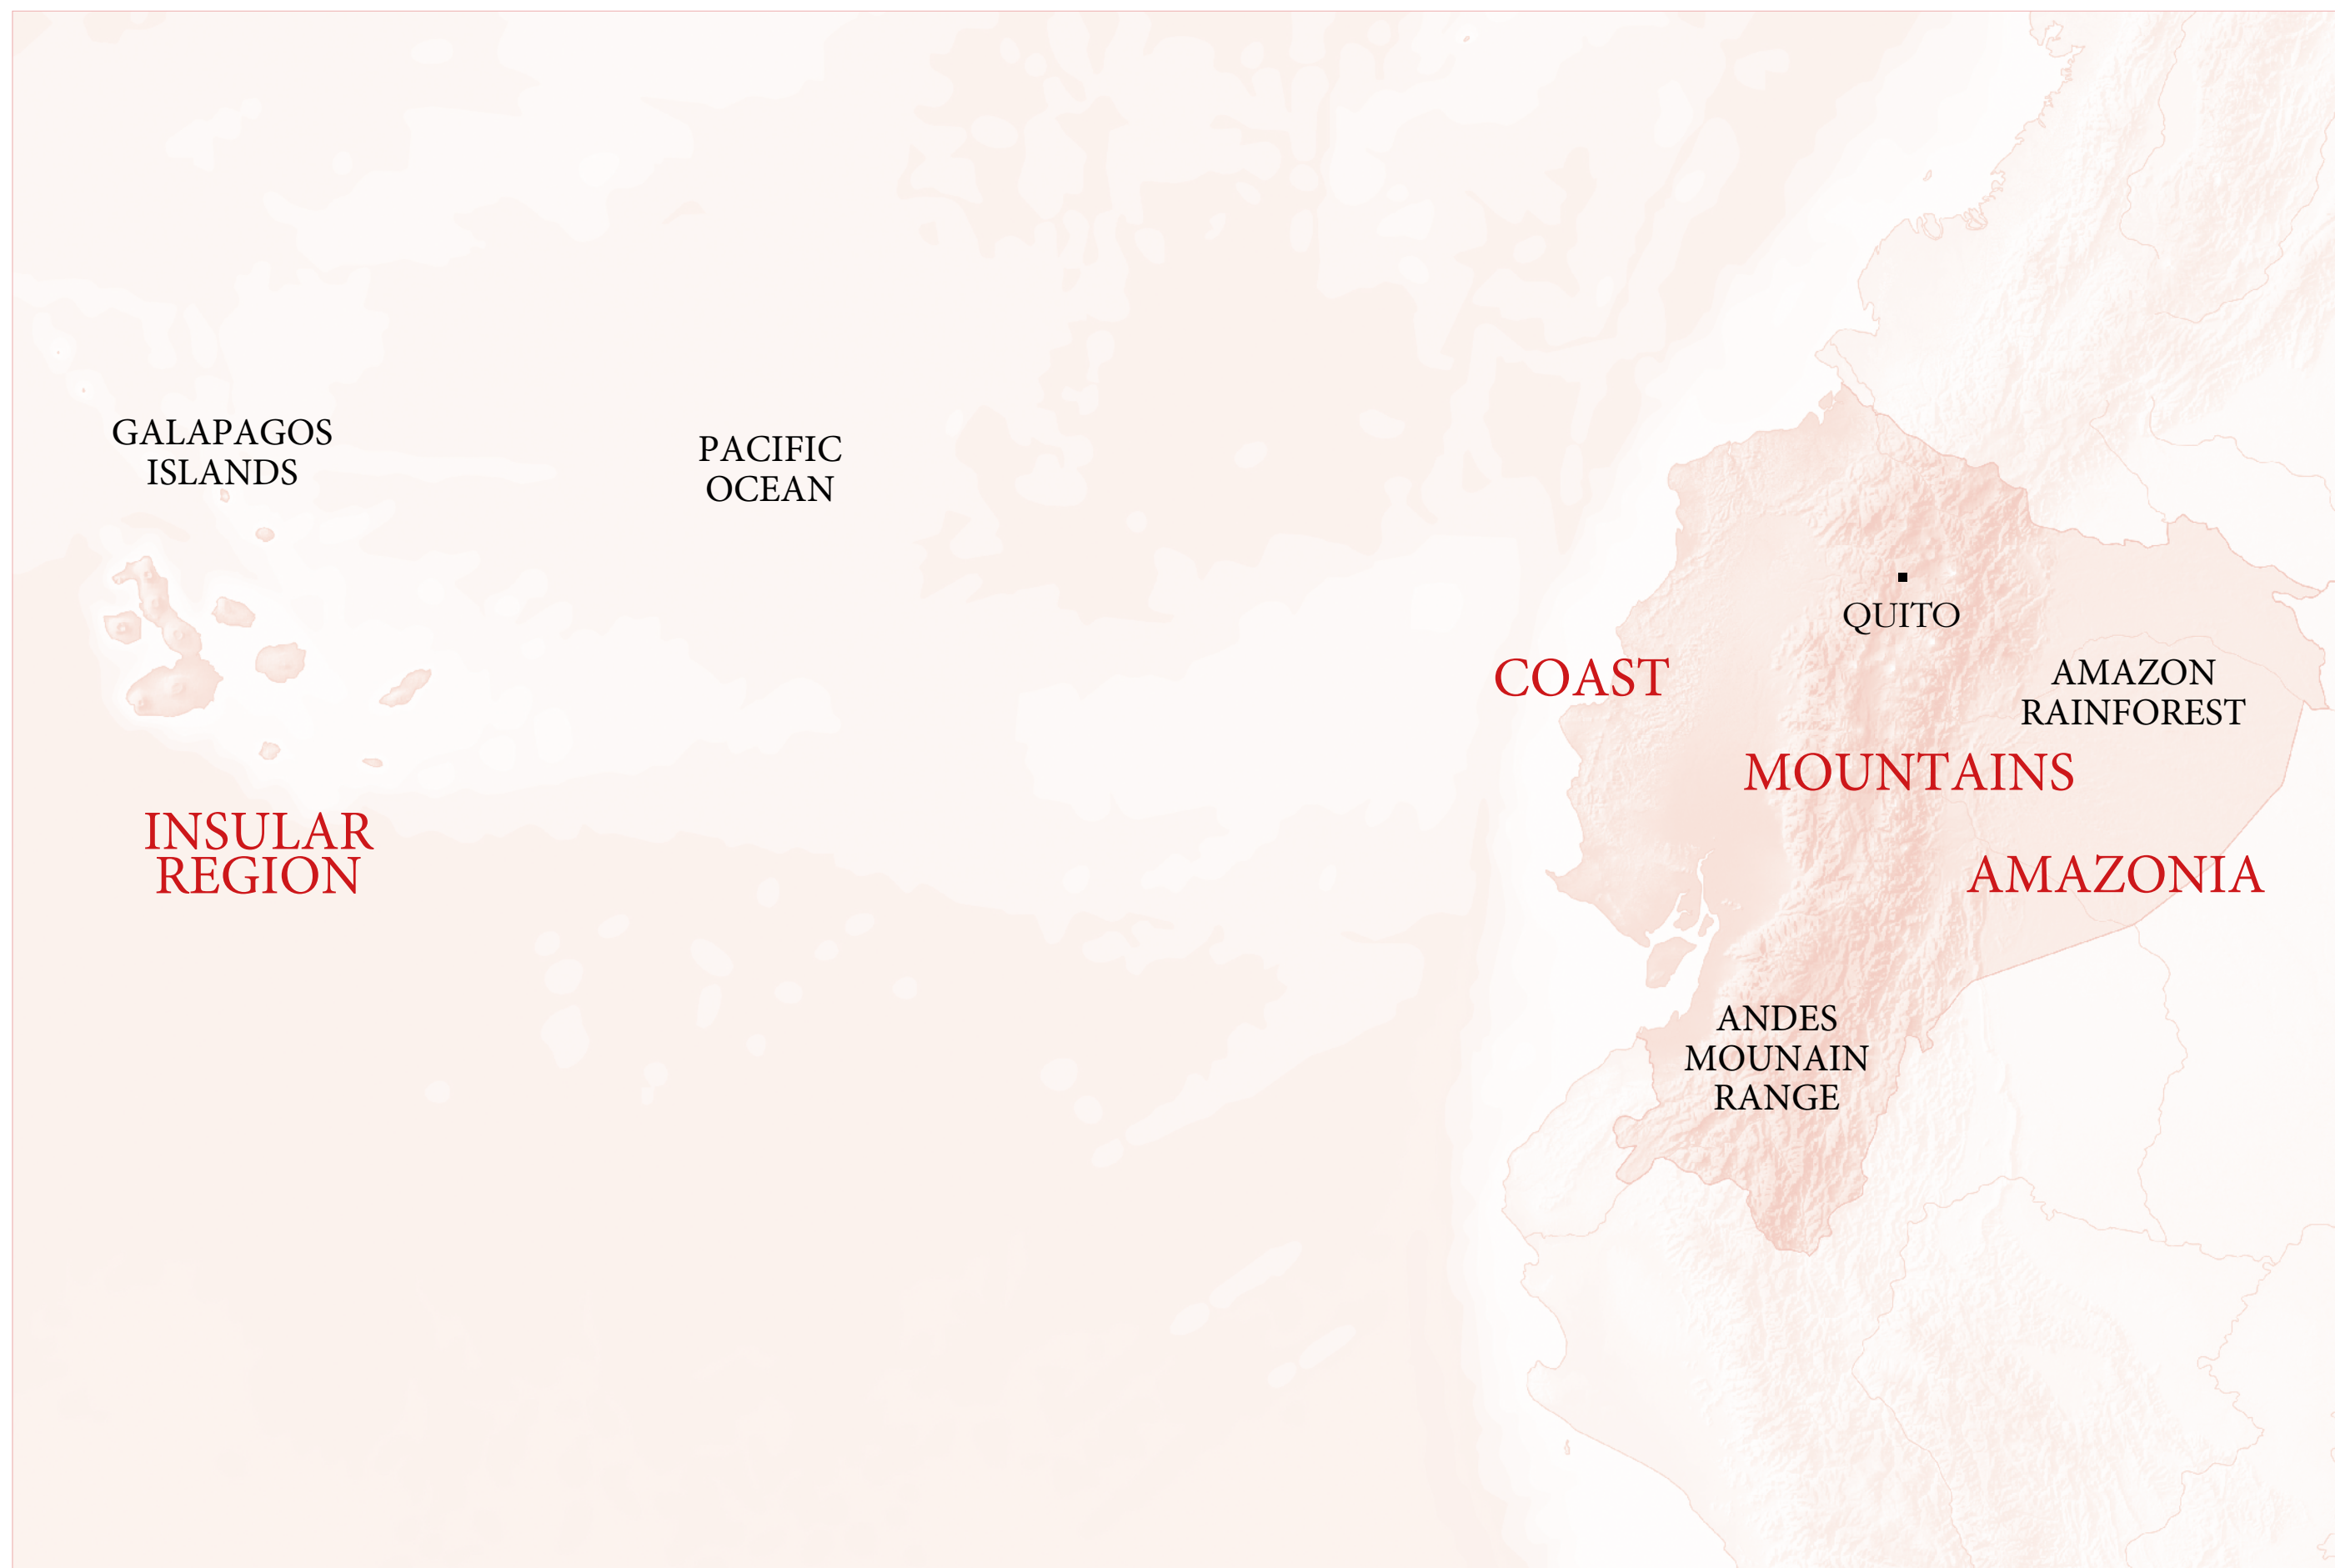 GALAPAGOS
ISLANDS
PACIFIC
OCEAN
QUITO
COAST
AMAZON
RAINFOREST
MOUNTAINS
INSULAR
REGION
AMAZONIA
ANDES
MOUNAIN
RANGE